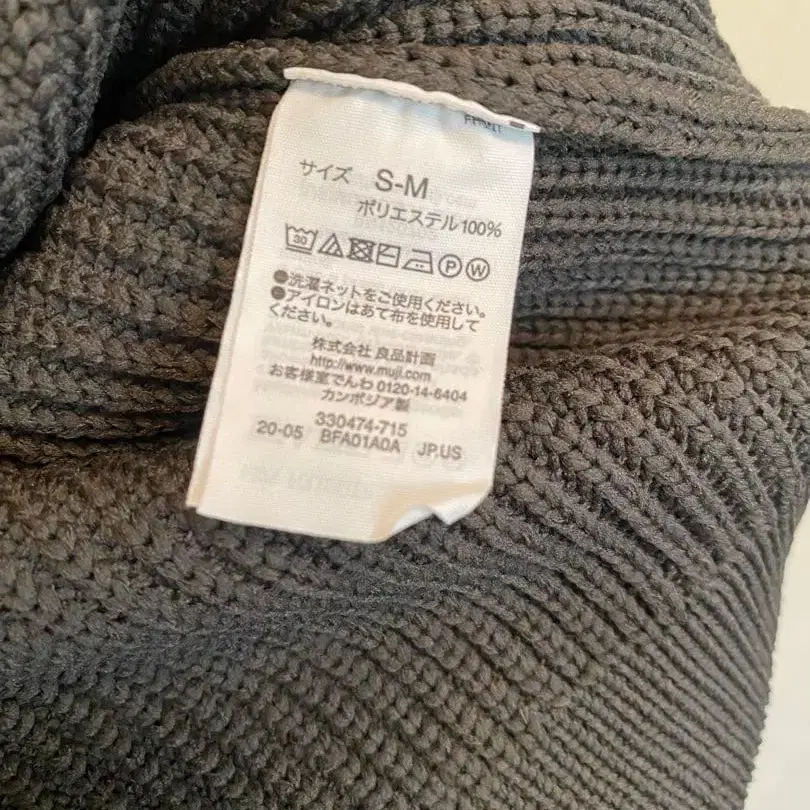 サイズ S-M
ポリエステル100%
30 P W
●洗濯ネットをご使用ください。
●アイロンはあて布を使用して
ください。
株式会社 良品計画
http://www.muji.com
お客様室でんわ 0120-14-6404
カンボジア製
330474-715
20-05 BFA01A0A JP.US